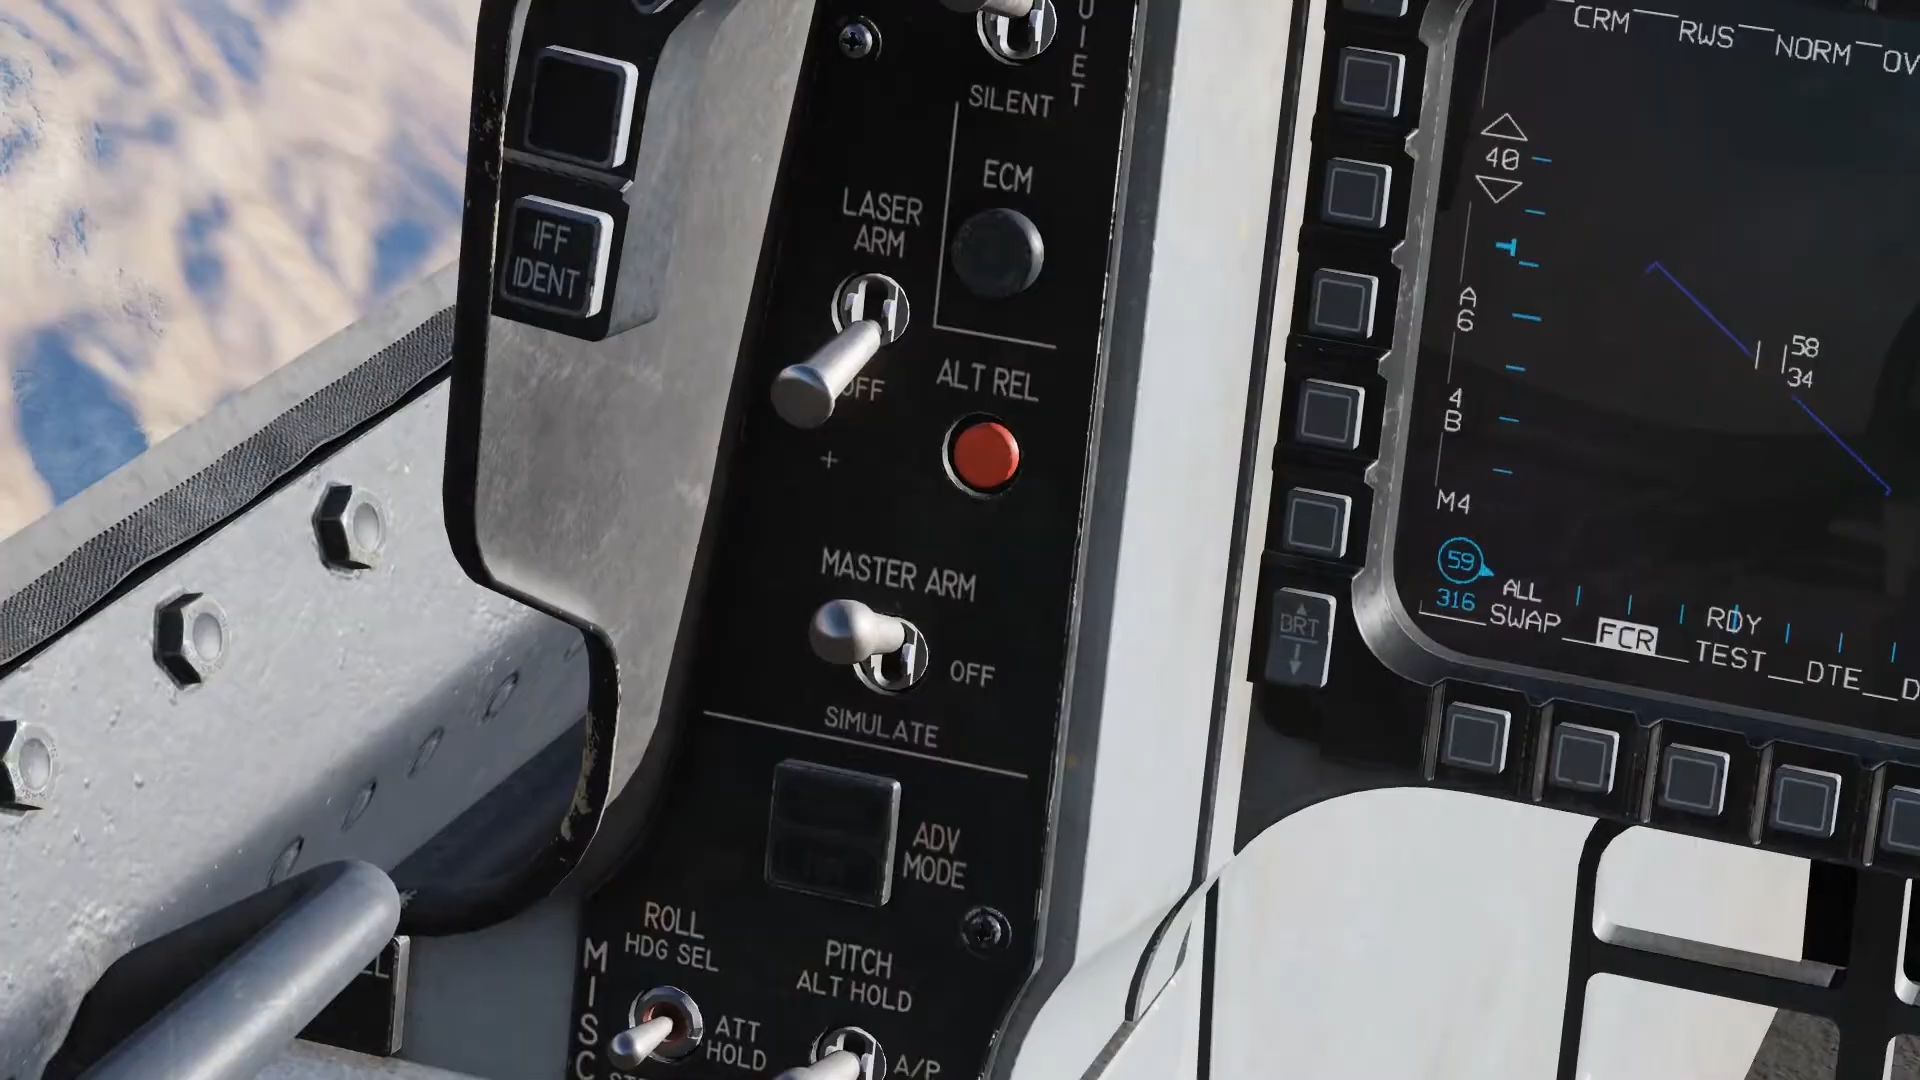 UIET
SILENT
ECM
LASER
ARM
OFF
ALT REL
IFF
IDENT
MASTER ARM
OFF
SIMULATE
ADV
MODE
ROLL
HDG SEL
PITCH
ALT HOLD
ATT
HOLD
A/P
MISC
CRM
RWS
NORM
OV
40
A
6
4
B
M4
58
34
59
316
ALL
SWAP
FCR
RDY
TEST
DTE
D
BRT